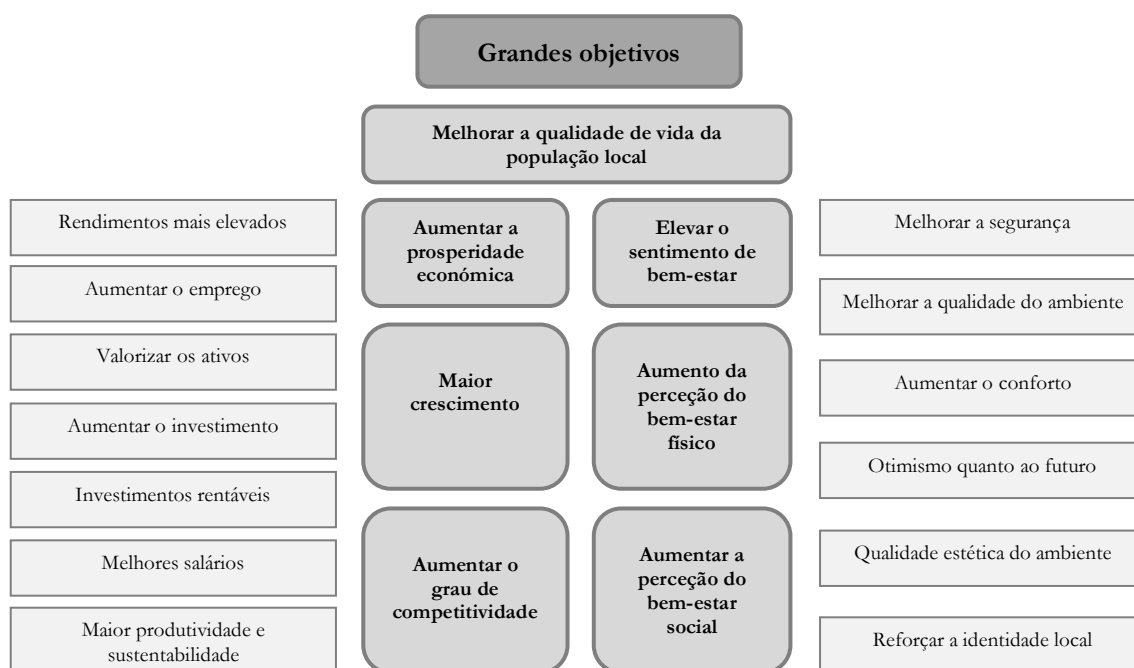 Grandes objetivos
Melhorar a qualidade de vida da
população local
Rendimentos mais elevados
Aumentar o emprego
Valorizar os ativos
Aumentar o investimento
Investimentos rentáveis
Melhores salários
Maior produtividade e
sustentabilidade
Aumentar a
prosperidade
económica
Maior
crescimento
Aumentar o
grau de
competitividade
Elevar o
sentimento de
bem-estar
Aumento da
perceção do
bem-estar
físico
Aumentar a
perceção do
bem-estar
social
Melhorar a segurança
Melhorar a qualidade do ambiente
Aumentar o conforto
Otimismo quanto ao futuro
Qualidade estética do ambiente
Reforçar a identidade local